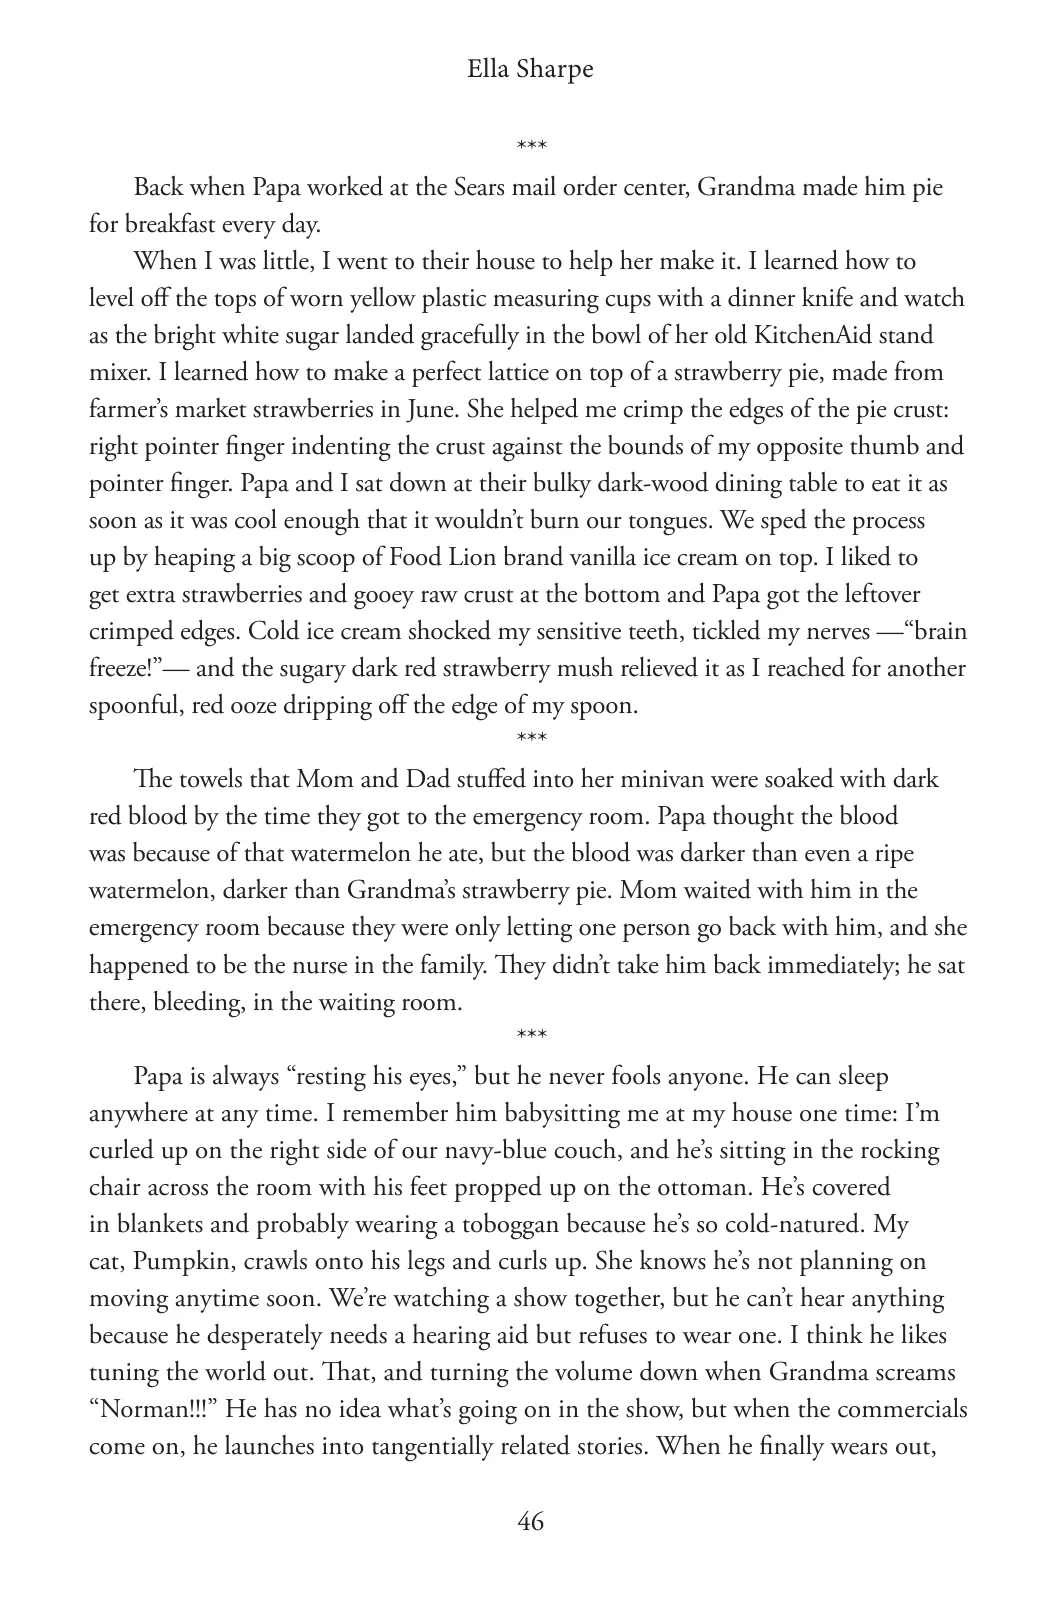 Ella Sharpe
***
Back when Papa worked at the Sears mail order center, Grandma made him pie
for breakfast every day.
When I was little, I went to their house to help her make it. I learned how to
level off the tops of worn yellow plastic measuring cups with a dinner knife and watch
as the bright white sugar landed gracefully in the bowl of her old KitchenAid stand
mixer. I learned how to make a perfect lattice on top of a strawberry pie, made from
farmer’s market strawberries in June. She helped me crimp the edges of the pie crust:
right pointer finger indenting the crust against the bounds of my opposite thumb and
pointer finger. Papa and I sat down at their bulky dark-wood dining table to eat it as
soon as it was cool enough that it wouldn’t burn our tongues. We sped the process
up by heaping a big scoop of Food Lion brand vanilla ice cream on top. I liked to
get extra strawberries and gooey raw crust at the bottom and Papa got the leftover
crimped edges. Cold ice cream shocked my sensitive teeth, tickled my nerves —“brain
freeze!”— and the sugary dark red strawberry mush relieved it as I reached for another
spoonful, red ooze dripping off the edge of my spoon.
***
The towels that Mom and Dad stuffed into her minivan were soaked with dark
red blood by the time they got to the emergency room. Papa thought the blood
was because of that watermelon he ate, but the blood was darker than even a ripe
watermelon, darker than Grandma’s strawberry pie. Mom waited with him in the
emergency room because they were only letting one person go back with him, and she
happened to be the nurse in the family. They didn’t take him back immediately; he sat
there, bleeding, in the waiting room.
***
Papa is always “resting his eyes,” but he never fools anyone. He can sleep
anywhere at any time. I remember him babysitting me at my house one time: I’m
curled up on the right side of our navy-blue couch, and he’s sitting in the rocking
chair across the room with his feet propped up on the ottoman. He’s covered
in blankets and probably wearing a toboggan because he’s so cold-natured. My
cat, Pumpkin, crawls onto his legs and curls up. She knows he’s not planning on
moving anytime soon. We’re watching a show together, but he can’t hear anything
because he desperately needs a hearing aid but refuses to wear one. I think he likes
tuning the world out. That, and turning the volume down when Grandma screams
“Norman!!!” He has no idea what’s going on in the show, but when the commercials
come on, he launches into tangentially related stories. When he finally wears out,
46